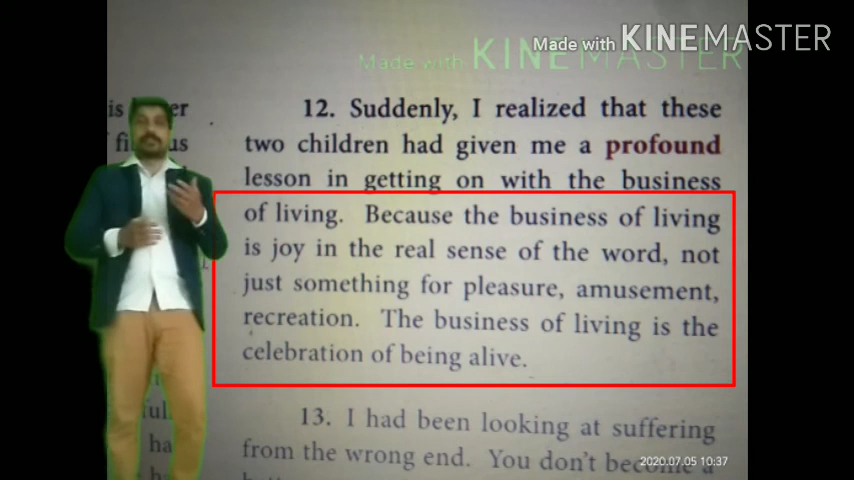 Made with KINEMASTER
Made with KINEMASTER
12. Suddenly, I realized that these
two children had given me a profound
lesson in getting on with the business
of living. Because the business of living
is joy in the real sense of the word, not
just something for pleasure, amusement,
recreation. The business of living is the
celebration of being alive.
13. I had been looking at suffering
from the wrong end. You don't become a
2020.07.05 10:37